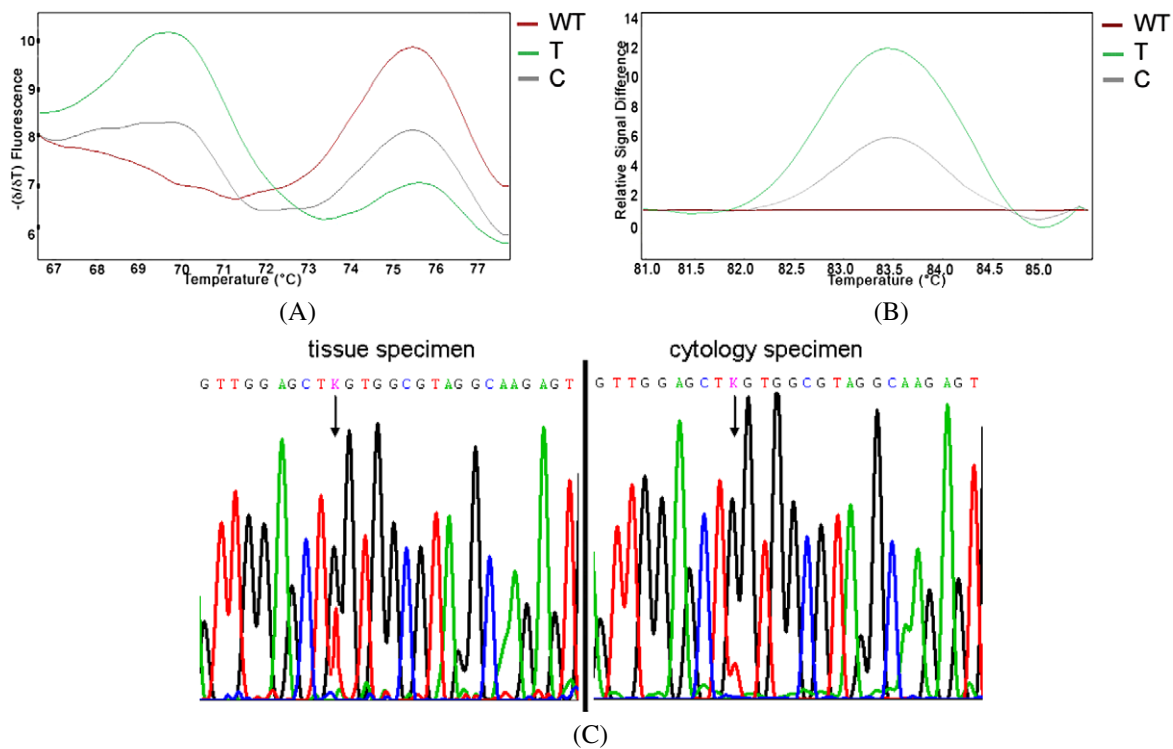 WT
T
C
10
9
8
7
6
-(δ/δT) Fluorescence
67 68 69 70 71 72 73 74 75 76 77
Temperature (°C)
(A)
WT
T
C
14
12
10
8
6
4
2
0
Relative Signal Difference
81.0 81.5 82.0 82.5 83.0 83.5 84.0 84.5 85.0
Temperature (°C)
(B)
tissue specimen
GTTGGAGCTKGTGGCGTAGGCAAGAGT
cytology specimen
GTTGGAGCTKGTGGCGTAGGCAAGAGT
(C)